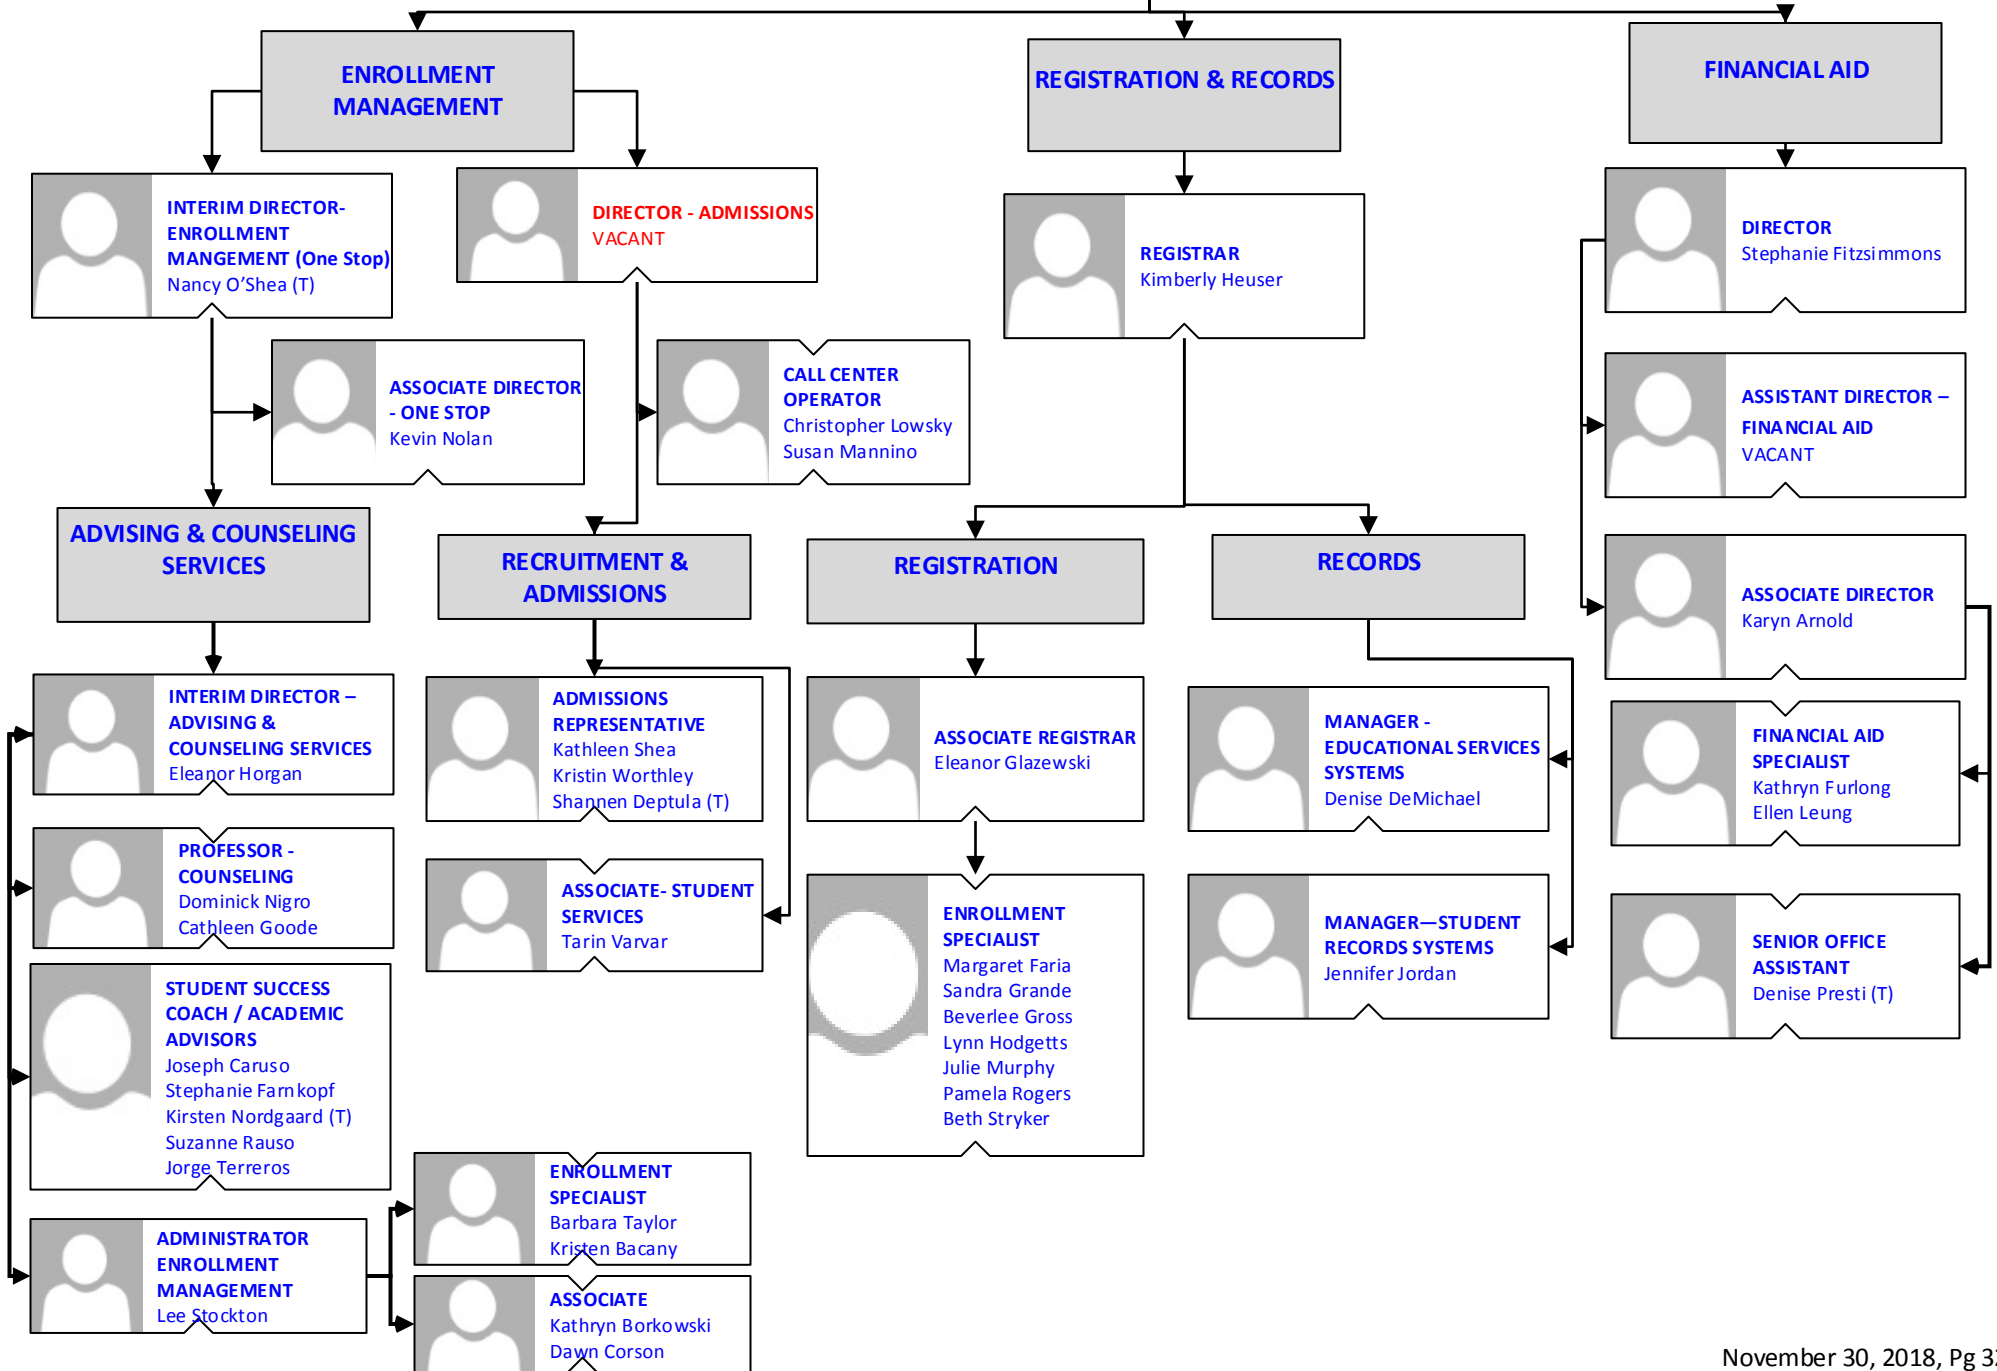 ENROLLMENT
MANAGEMENT
REGISTRATION & RECORDS
FINANCIAL AID
INTERIM DIRECTOR-
ENROLLMENT
MANGEMENT (One Stop)
Nancy O’Shea (T)
DIRECTOR - ADMISSIONS
VACANT
REGISTRAR
Kimberly Heuser
DIRECTOR
Stephanie Fitzsimmons
ASSOCIATE DIRECTOR
- ONE STOP
Kevin Nolan
CALL CENTER
OPERATOR
Christopher Lowsky
Susan Mannino
ASSISTANT DIRECTOR –
FINANCIAL AID
VACANT
ADVISING & COUNSELING
SERVICES
RECRUITMENT &
ADMISSIONS
REGISTRATION
RECORDS
ASSOCIATE DIRECTOR
Karyn Arnold
INTERIM DIRECTOR –
ADVISING &
COUNSELING SERVICES
Eleanor Horgan
ADMISSIONS
REPRESENTATIVE
Kathleen Shea
Kristin Worthley
Shannen Deptula (T)
ASSOCIATE REGISTRAR
Eleanor Glazewski
MANAGER -
EDUCATIONAL SERVICES
SYSTEMS
Denise DeMichael
FINANCIAL AID
SPECIALIST
Kathryn Furlong
Ellen Leung
PROFESSOR -
COUNSELING
Dominick Nigro
Cathleen Goode
ASSOCIATE- STUDENT
SERVICES
Tarin Varvar
ENROLLMENT
SPECIALIST
Margaret Faria
Sandra Grande
Beverlee Gross
Lynn Hodgetts
Julie Murphy
Pamela Rogers
Beth Stryker
MANAGER—STUDENT
RECORDS SYSTEMS
Jennifer Jordan
SENIOR OFFICE
ASSISTANT
Denise Presti (T)
STUDENT SUCCESS
COACH / ACADEMIC
ADVISORS
Joseph Caruso
Stephanie Farnkopf
Kirsten Nordgaard (T)
Suzanne Rauso
Jorge Terreros
ENROLLMENT
SPECIALIST
Barbara Taylor
Kristen Bacany
ADMINISTRATOR
ENROLLMENT
MANAGEMENT
Lee Stockton
ASSOCIATE
Kathryn Borkowski
Dawn Corson
November 30, 2018, Pg